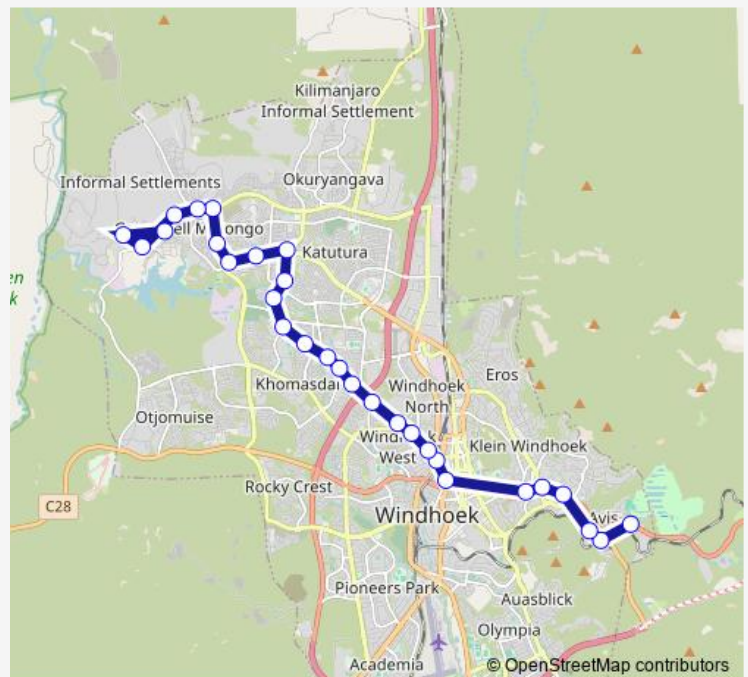 Kilimanjaro
Informal Settlement
Informal Settlements
Okuryangava
Katutura
Khomasda
Windhoek
North
Eros
Otjomuise
West
Klein Windhoek
Rocky Crest
C28
Windhoek
Avis
Pioneers Park
Auasblick
Olympia
Academia
© OpenStreetMap contributors